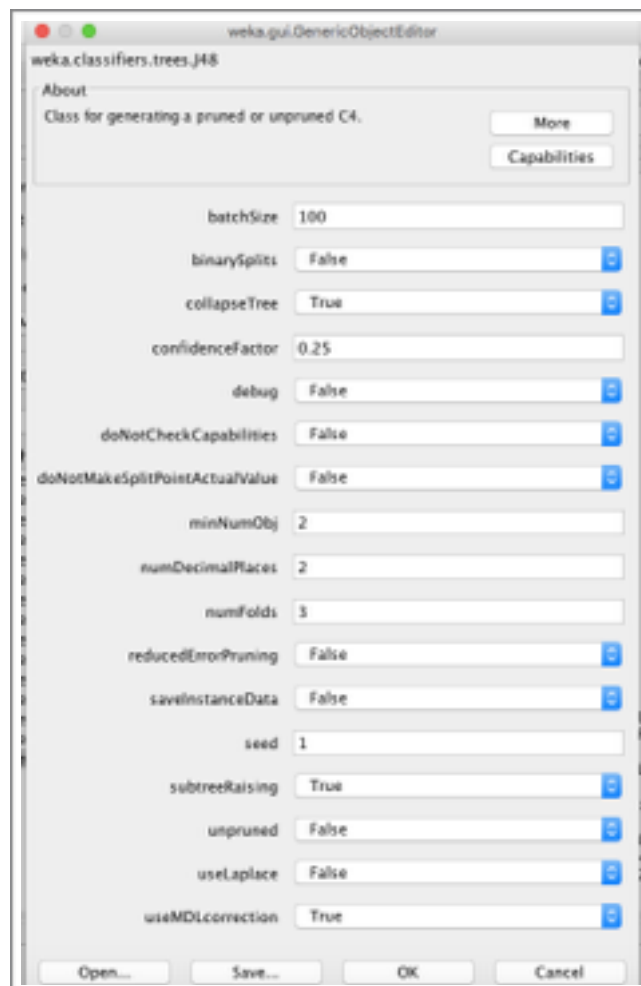 weka.gui.GenericObjectEditor
weka.classifiers.trees.J48
About
Class for generating a pruned or unpruned C4.
More
Capabilities
batchSize 100
binarySplits False
collapseTree True
confidenceFactor 0.25
debug False
doNotCheckCapabilities False
doNotMakeSplitPointActualValue False
minNumObj 2
numDecimalPlaces 2
numFolds 3
reducedErrorPruning False
saveInstanceData False
seed 1
subtreeRaising True
unpruned False
useLaplace False
useMDLcorrection True
Open... Save... OK Cancel